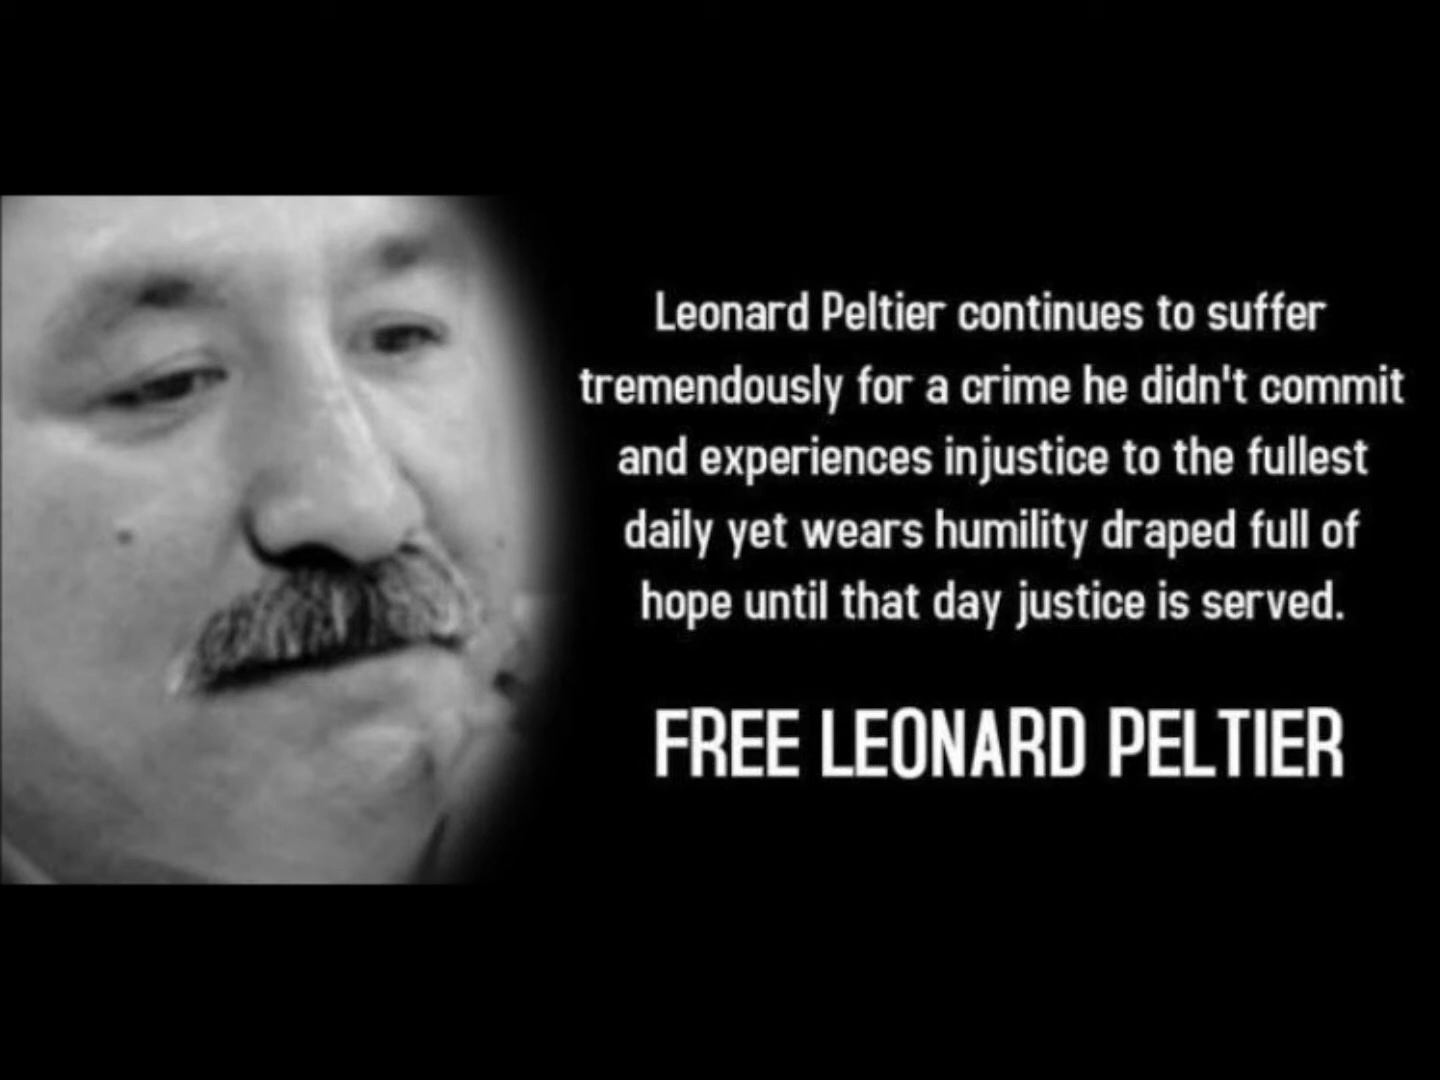 Leonard Peltier continues to suffer
tremendously for a crime he didn't commit
and experiences injustice to the fullest
daily yet wears humility draped full of
hope until that day justice is served.
FREE LEONARD PELTIER